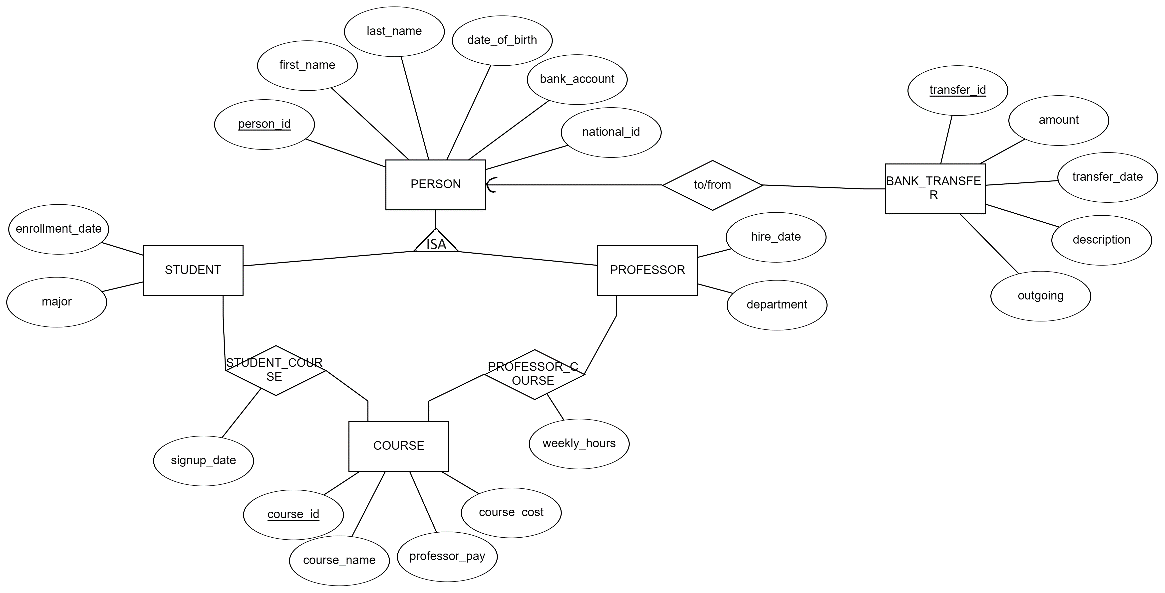 last_name
date_of_birth
first_name
bank_account
transfer_id
person_id
national_id
amount
PERSON
to/from
BANK_TRANSFE
R
transfer_date
enrollment_date
ISA
hire_date
description
STUDENT
PROFESSOR
major
outgoing
department
STUDENT_COUR
SE
PROFESSOR_C
OURSE
COURSE
weekly_hours
signup_date
course_id
course_cost
course_name
professor_pay